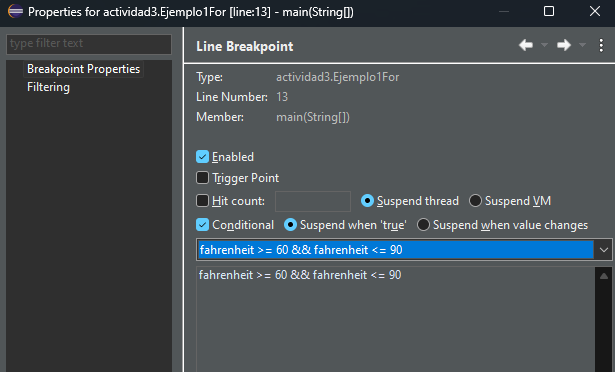 Properties for actividad3.Ejemplo1For [line:13] - main(String[])
type filter text
Breakpoint Properties
Filtering
Line Breakpoint
Type: actividad3.Ejemplo1For
Line Number: 13
Member: main(String[])
Enabled
Trigger Point
Hit count: Suspend thread Suspend VM
Conditional Suspend when 'true' Suspend when value changes
fahrenheit >= 60 && fahrenheit <= 90
fahrenheit >= 60 && fahrenheit <= 90